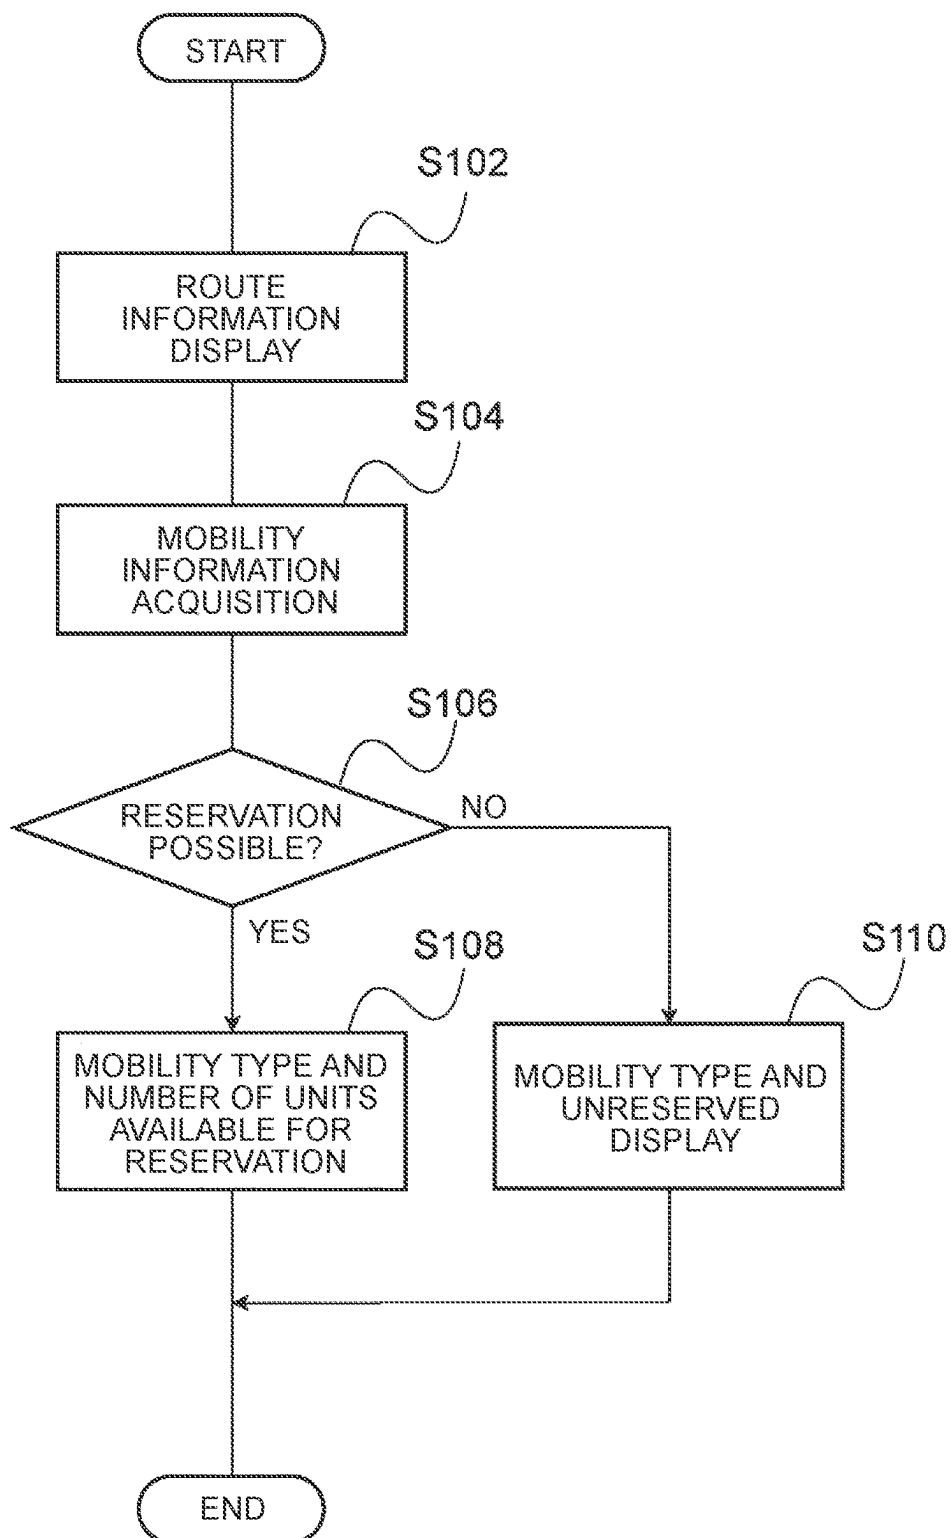 START
S102
ROUTE
INFORMATION
DISPLAY
S104
MOBILITY
INFORMATION
ACQUISITION
S106
RESERVATION
POSSIBLE?
NO
YES
S108
MOBILITY TYPE AND
NUMBER OF UNITS
AVAILABLE FOR
RESERVATION
S110
MOBILITY TYPE AND
UNRESERVED
DISPLAY
END